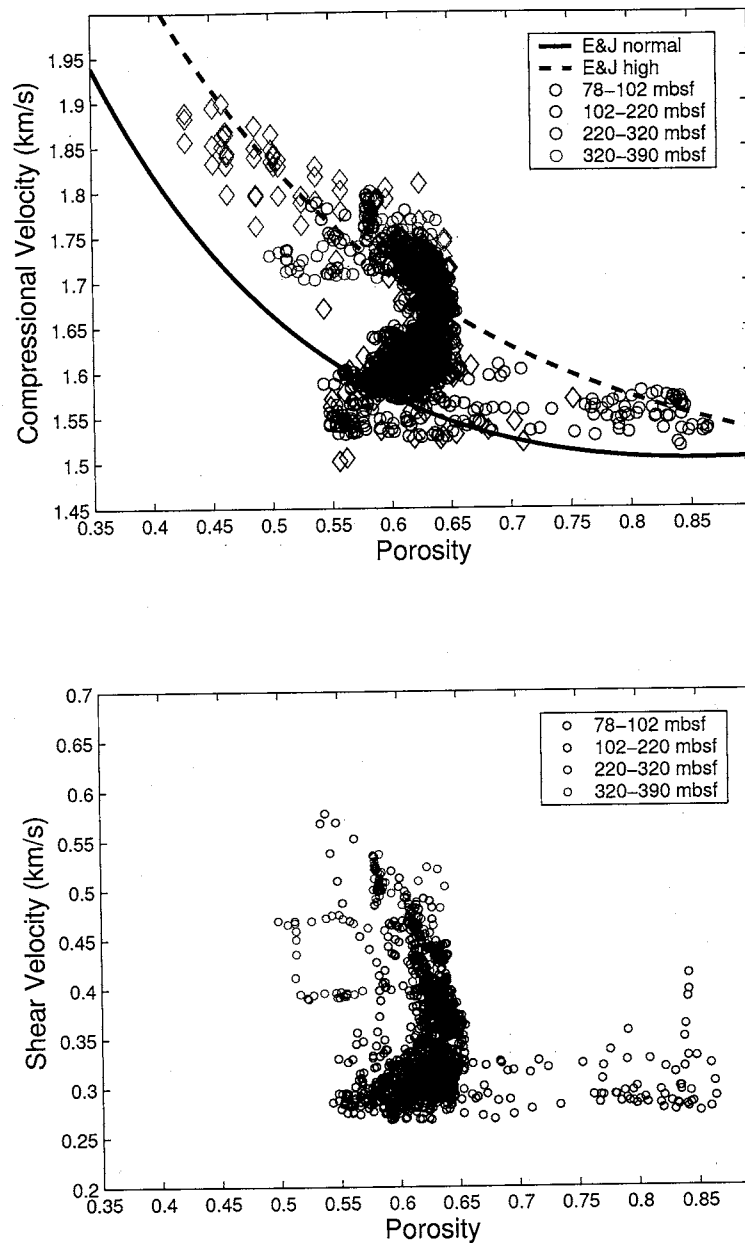 1.95
1.9
1.85
1.8
1.75
1.7
1.65
1.6
1.55
1.5
1.45
Compressional Velocity (km/s)
E&J normal
E&J high
78−102 mbsf
102−220 mbsf
220−320 mbsf
320−390 mbsf
0.35 0.4 0.45 0.5 0.55 0.6 0.65 0.7 0.75 0.8 0.85
Porosity
0.7
0.65
0.6
0.55
0.5
0.45
0.4
0.35
0.3
0.25
0.2
Shear Velocity (km/s)
78−102 mbsf
102−220 mbsf
220−320 mbsf
320−390 mbsf
0.35 0.4 0.45 0.5 0.55 0.6 0.65 0.7 0.75 0.8 0.85
Porosity